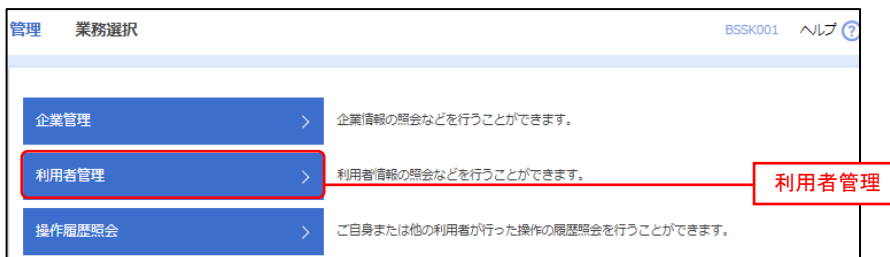 管理 業務選択 BSSK001 ヘルプ ?
企業管理 > 企業情報の照会などを行うことができます。
利用者管理 > 利用者情報の照会などを行うことができます。
利用者管理
操作履歴照会 > ご自身または他の利用者が行った操作の履歴照会を行うことができます。